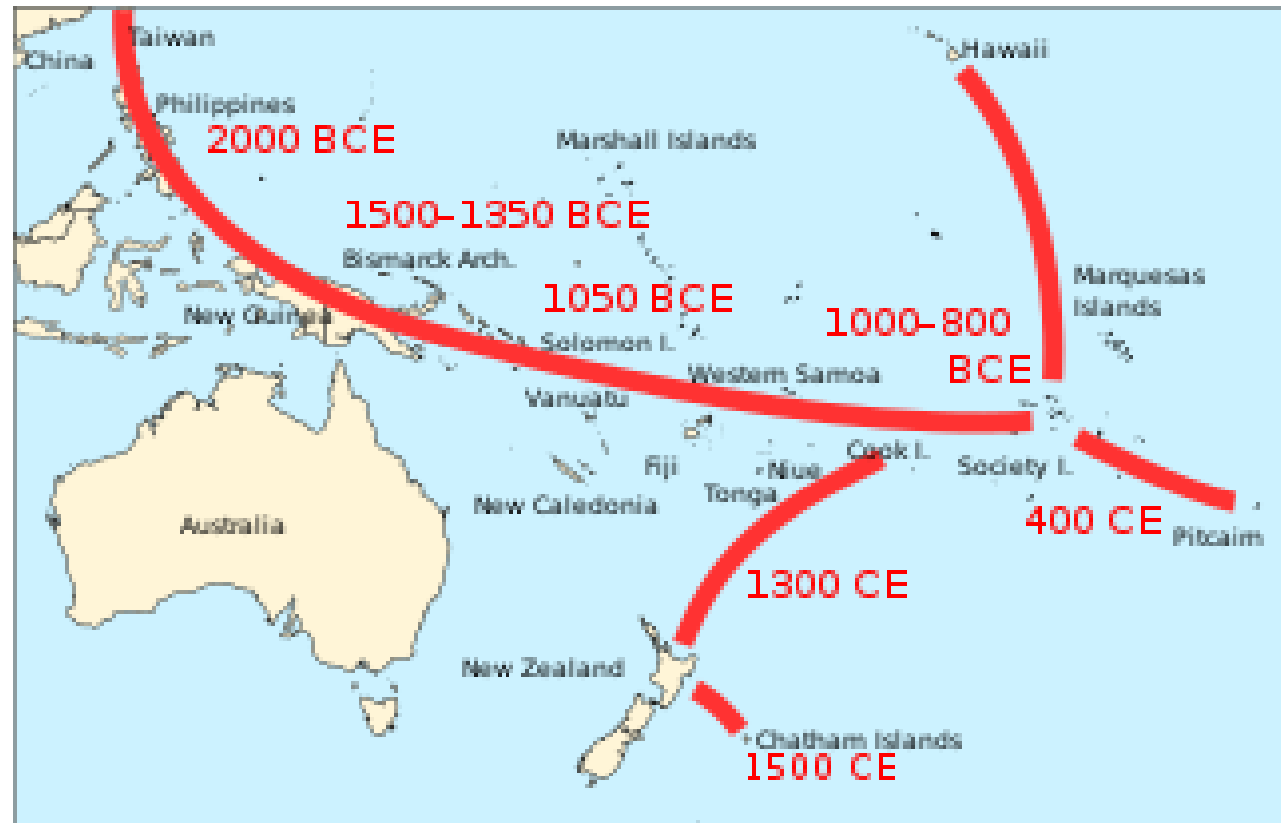 Taiwan
Hawaii
China
Philippines
2000 BCE
Marshall Islands
1500–1350 BCE
Bismarck Arch.
Marquesas
Islands
1050 BCE
New Guinea
1000–800
BCE
Solomon I.
Western Samoa
Vanuatu
Cook I.
Fiji
Niue
Society I.
Tonga
New Caledonia
Australia
400 CE
Pitcairn
1300 CE
New Zealand
Chatham Islands
1500 CE